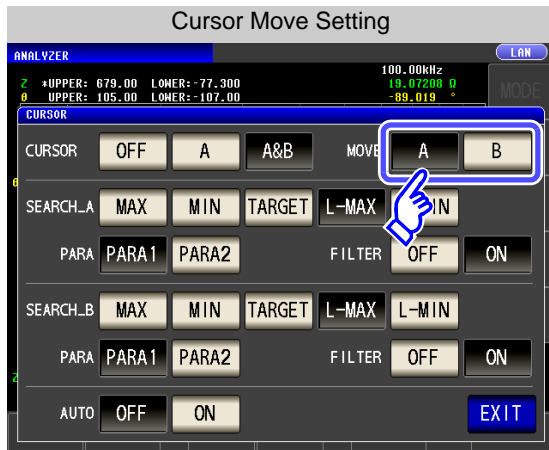 Cursor Move Setting
ANALYZER LAN
100.00kHz
Z *UPPER: 679.00 LOWER:-77.300 19.07208 Ω
θ UPPER: 105.00 LOWER:-107.00 -89.019 °
MODE
CURSOR
CURSOR OFF A A&B MOVE A B
SEARCH_A MAX MIN TARGET L-MAX IN
PARA PARA1 PARA2 FILTER OFF ON
SEARCH_B MAX MIN TARGET L-MAX L-MIN
PARA PARA1 PARA2 FILTER OFF ON
AUTO OFF ON EXIT